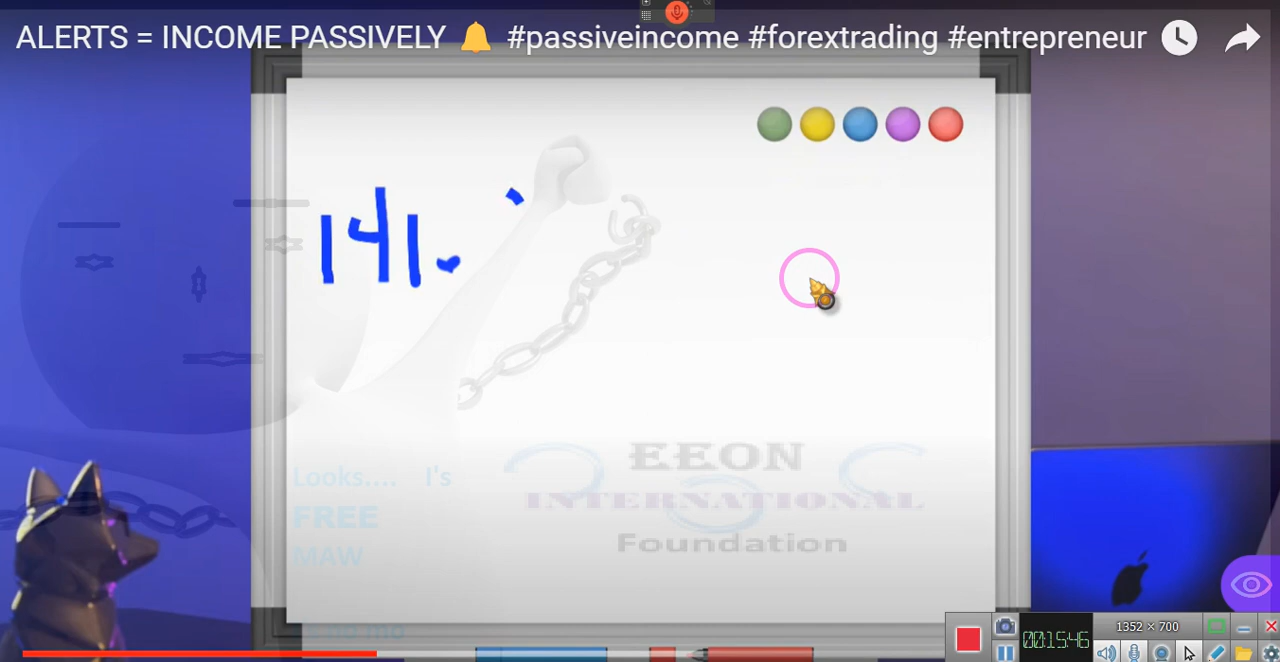 ALERTS = INCOME PASSIVELY 🔔 #passiveincome #forextrading #entrepreneur
141.
Looks.... I's
FREE
MAW
EEON
INTERNATIONAL
Foundation
1352 × 700
00:15:46